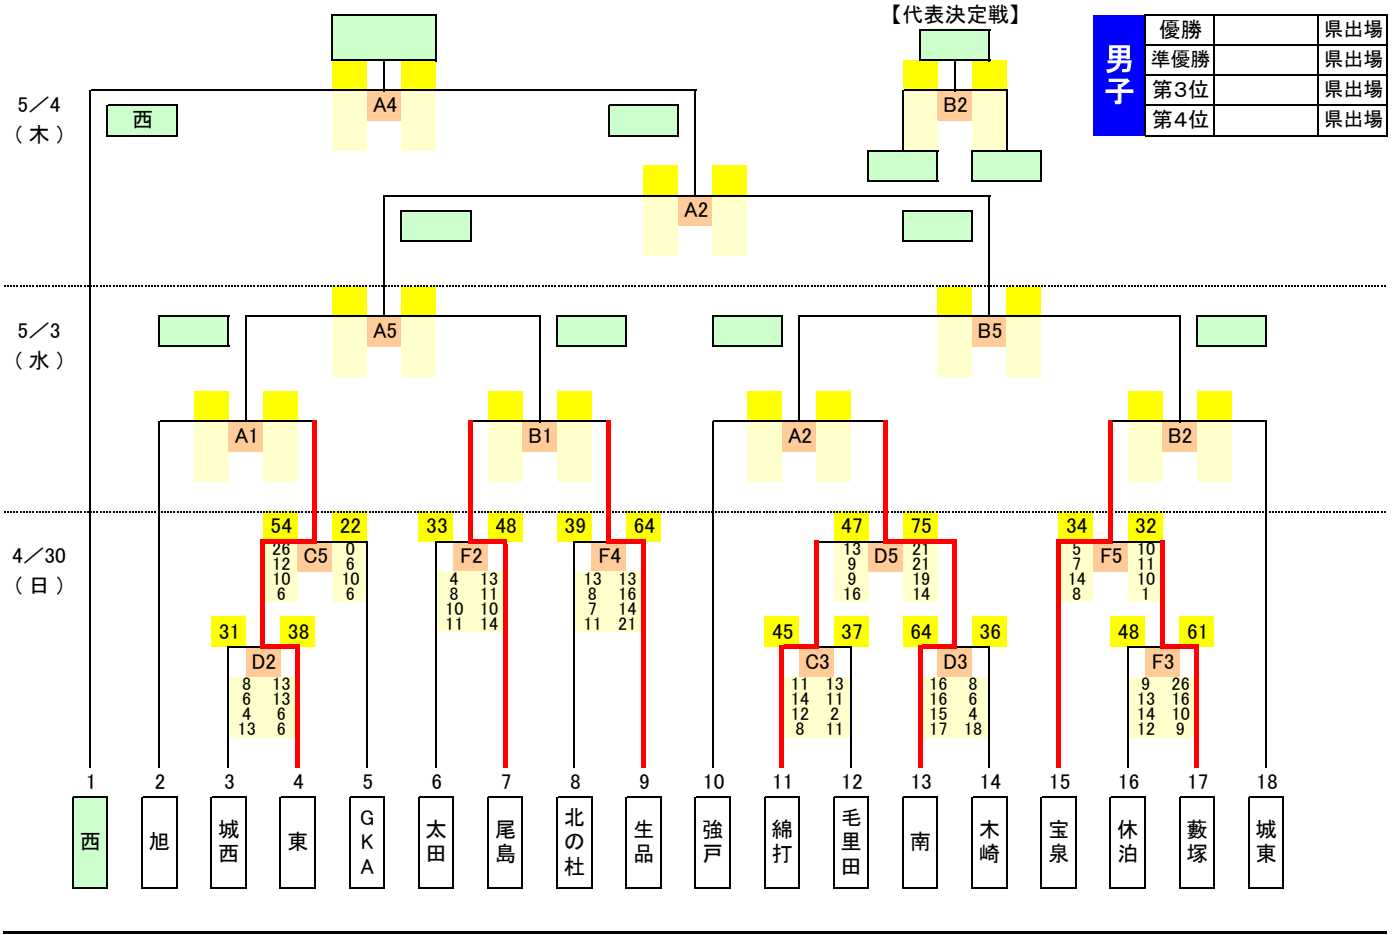 【代表決定戦】
男子
優勝 県出場
準優勝 県出場
第3位 県出場
第4位 県出場
5／4
（木）
A4
西
B2
A2
5／3
（水）
A5
B5
A1
B1
A2
B2
4／30
（日）
54 22
C5
26 0
12 6
10 10
6 6
33 48
F2
4 13
8 11
10 10
11 14
39 64
F4
13 13
8 16
7 14
11 21
47 75
D5
13 21
9 21
9 19
16 14
34 32
F5
5 10
7 11
14 10
8 1
31 38
D2
8 13
6 13
4 6
13 6
45 37
C3
11 13
14 11
12 2
8 11
64 36
D3
16 8
16 6
15 4
17 18
48 61
F3
9 26
13 16
14 10
12 9
1 2 3 4 5 6 7 8 9 10 11 12 13 14 15 16 17 18
西
旭
城西
東
GKA
太田
尾島
北の杜
生品
強戸
綿打
毛里田
南
木崎
宝泉
休泊
藪塚
城東